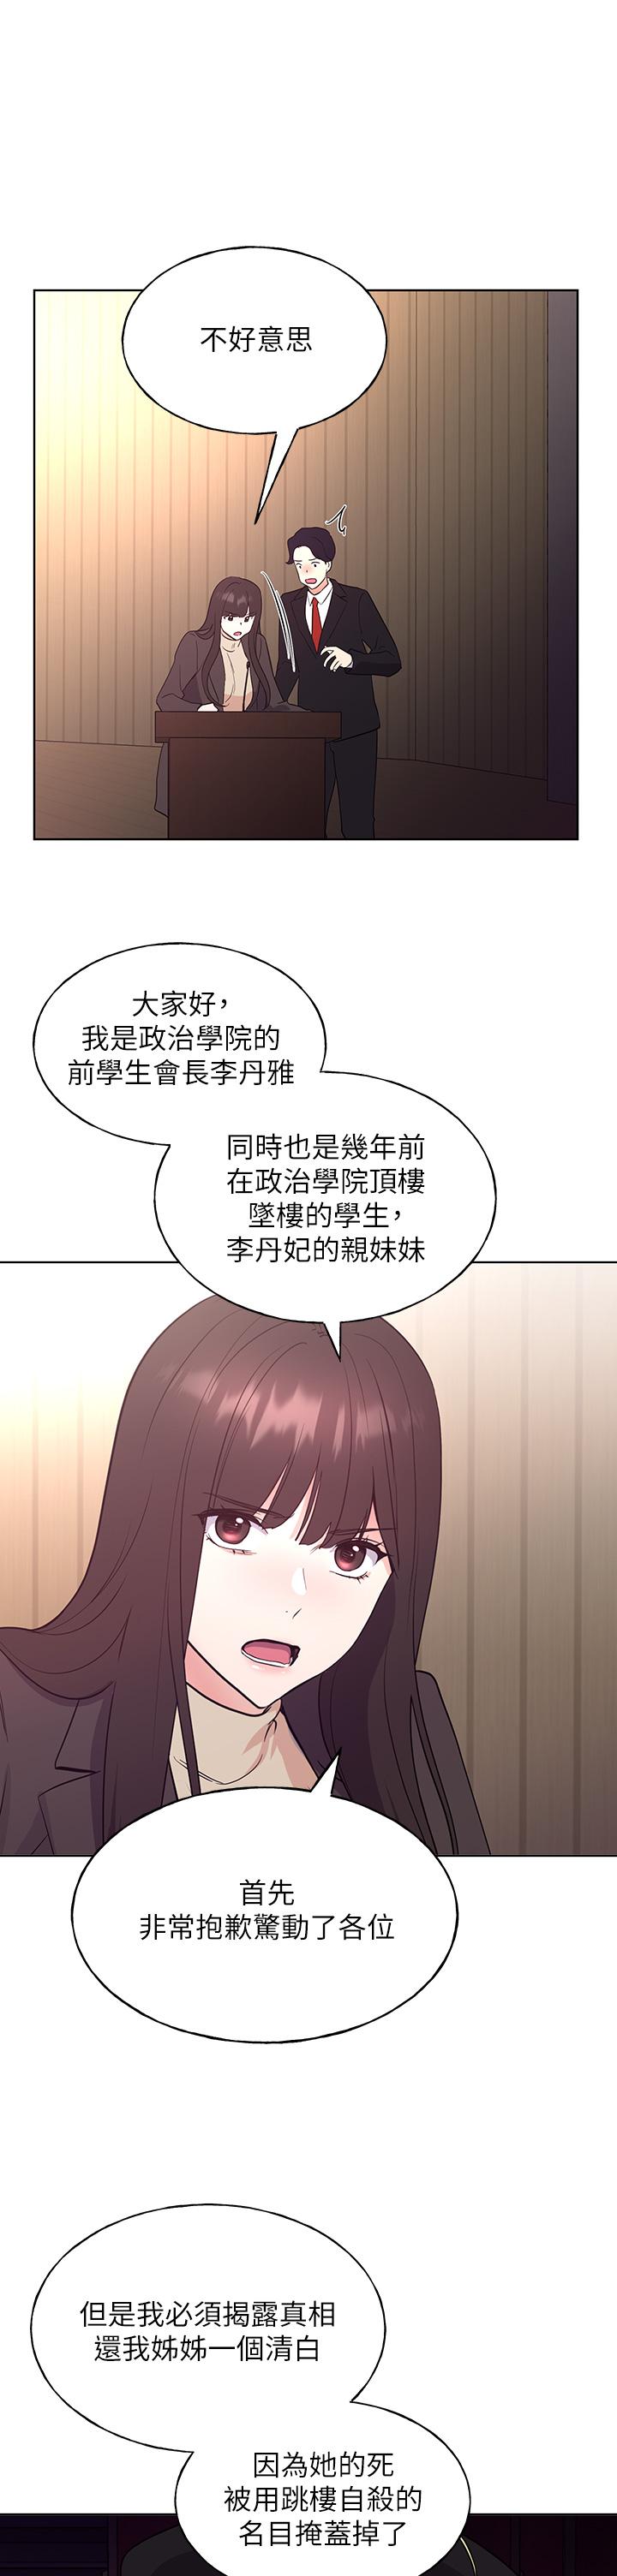 不好意思
大家好，
我是政治學院的
前學生會長李丹雅
同時也是幾年前
在政治學院頂樓
墜樓的學生，
李丹妃的親妹妹
首先
非常抱歉驚動了各位
但是我必須揭露真相
還我姊姊一個清白
因為她的死
被用跳樓自殺的
名目掩蓋掉了